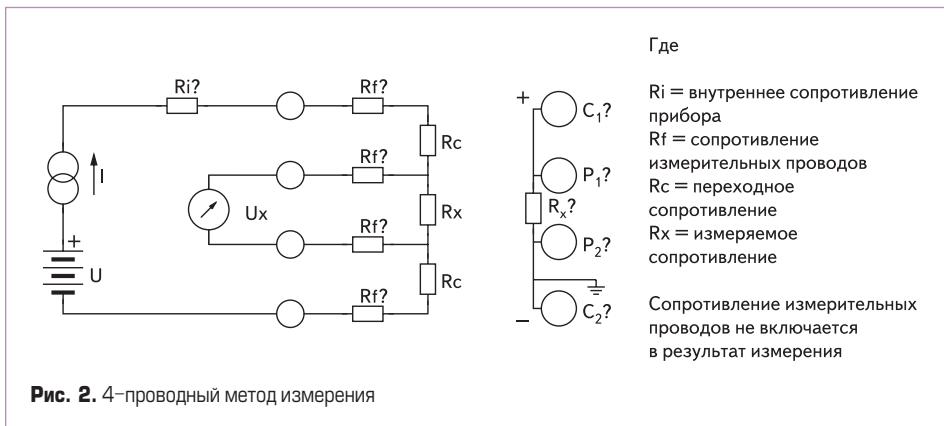 Где
Ri?
Rf?
+
C₁?
Ri = внутреннее сопротивление
прибора
Rc
Rf = сопротивление
измерительных проводов
I
Rf?
P₁?
Rc = переходное
сопротивление
Ux
Rx
Rₓ?
Rx = измеряемое
сопротивление
Rf?
P₂?
+
U
Rc
Rf?
−
C₂?
Сопротивление измерительных
проводов не включается
в результат измерения
Рис. 2. 4–проводный метод измерения